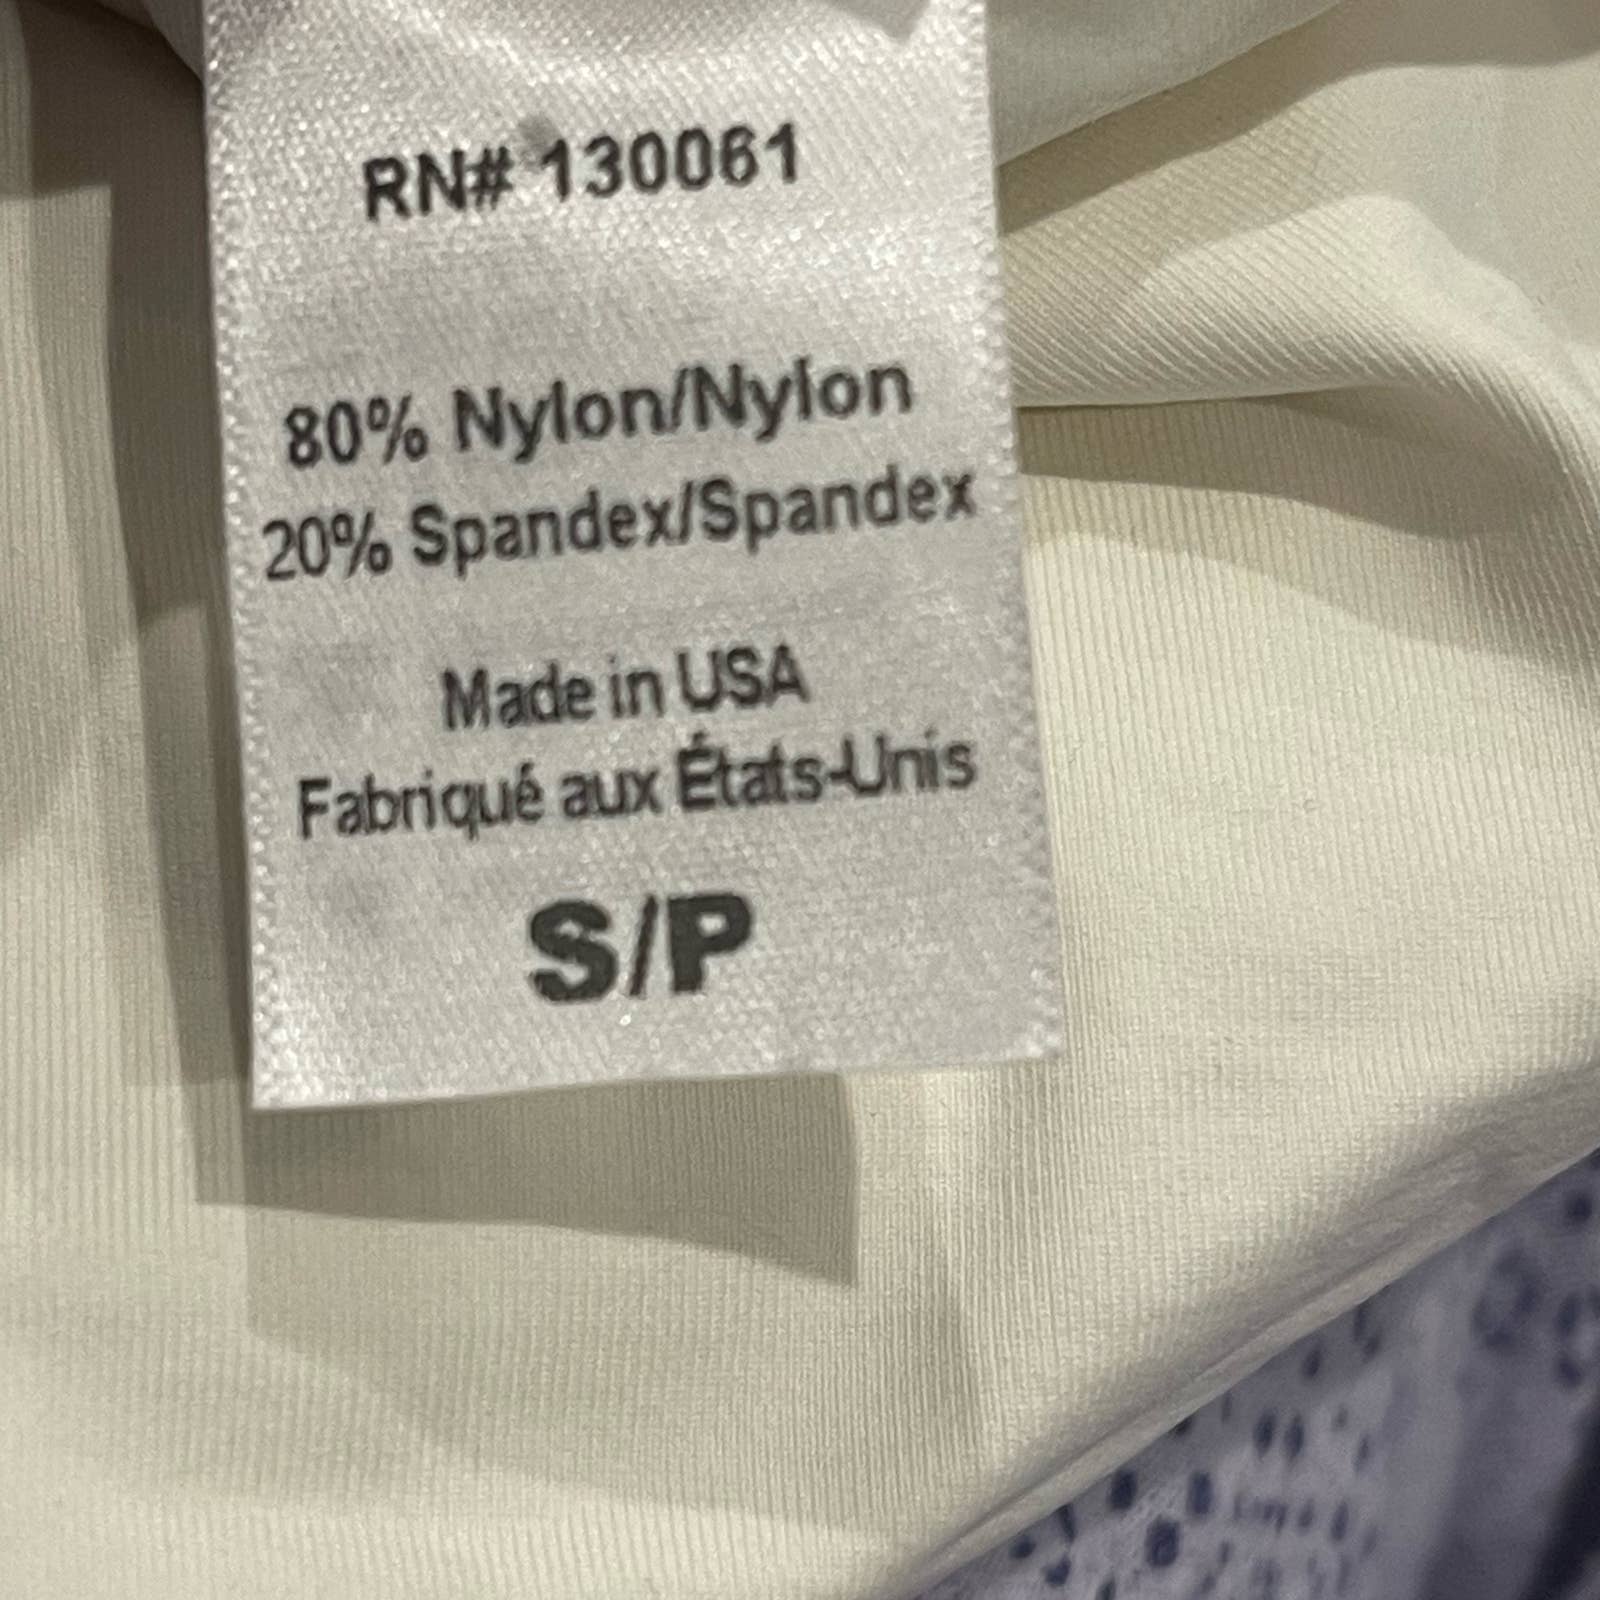 RN# 130061
80% Nylon/Nylon
20% Spandex/Spandex
Made in USA
Fabriqué aux États-Unis
S/P